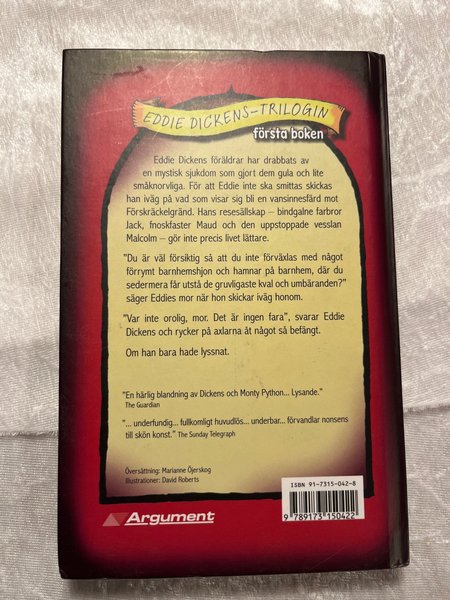 EDDIE DICKENS-TRILOGIN
första boken
Eddie Dickens föräldrar har drabbats av
en mystisk sjukdom som gjort dem gula och lite
småknorvliga. För att Eddie inte ska smittas skickas
han iväg på vad som visar sig bli en vansinnesfärd mot
Förskräckelgränd. Hans resesällskap – bindgalne farbror
Jack, fnoskfaster Maud och den uppstoppade vesslan
Malcolm – gör inte precis livet lättare.
"Du är väl försiktig så att du inte förväxlas med något
förrymt barnhemshjon och hamnar på barnhem, där du
sedermera får utstå de gruvligaste kval och umbäranden?"
säger Eddies mor när hon skickar iväg honom.
"Var inte orolig, mor. Det är ingen fara", svarar Eddie
Dickens och rycker på axlarna åt något så befängt.
Om han bara hade lyssnat.
"En härlig blandning av Dickens och Monty Python... Lysande."
The Guardian
"... underfundig... fullkomligt huvudlös... underbar... förvandlar nonsens
till skön konst." The Sunday Telegraph
Översättning: Marianne Öjerskog
Illustrationer: David Roberts
ISBN 91-7315-042-8
9 789173 150422
Argument